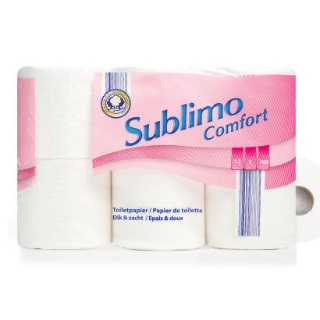 Sublimo
Comfort
Toiletpapier / Papier de toilette
Dik & zacht / Epais & doux